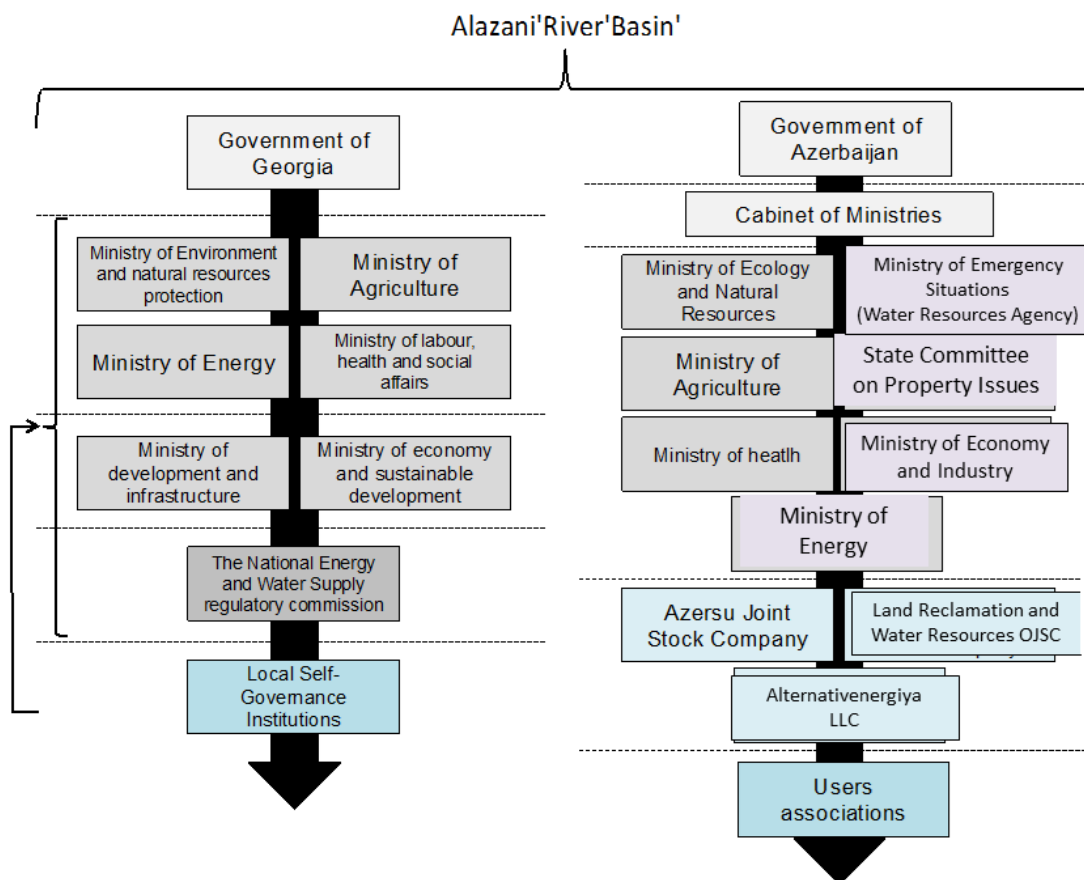 Alazani'River'Basin'
Government of
Georgia
Ministry of Environment
and natural resources
protection
Ministry of
Agriculture
Ministry of Energy
Ministry of labour,
health and social
affairs
Ministry of
development and
infrastructure
Ministry of economy
and sustainable
development
The National Energy
and Water Supply
regulatory commission
Local Self-
Governance
Institutions
Government of
Azerbaijan
Cabinet of Ministries
Ministry of Ecology
and Natural
Resources
Ministry of Emergency
Situations
(Water Resources Agency)
Ministry of
Agriculture
State Committee
on Property Issues
Ministry of heatlh
Ministry of Economy
and Industry
Ministry of
Energy
Azersu Joint
Stock Company
Land Reclamation and
Water Resources OJSC
Alternativenergiya
LLC
Users
associations